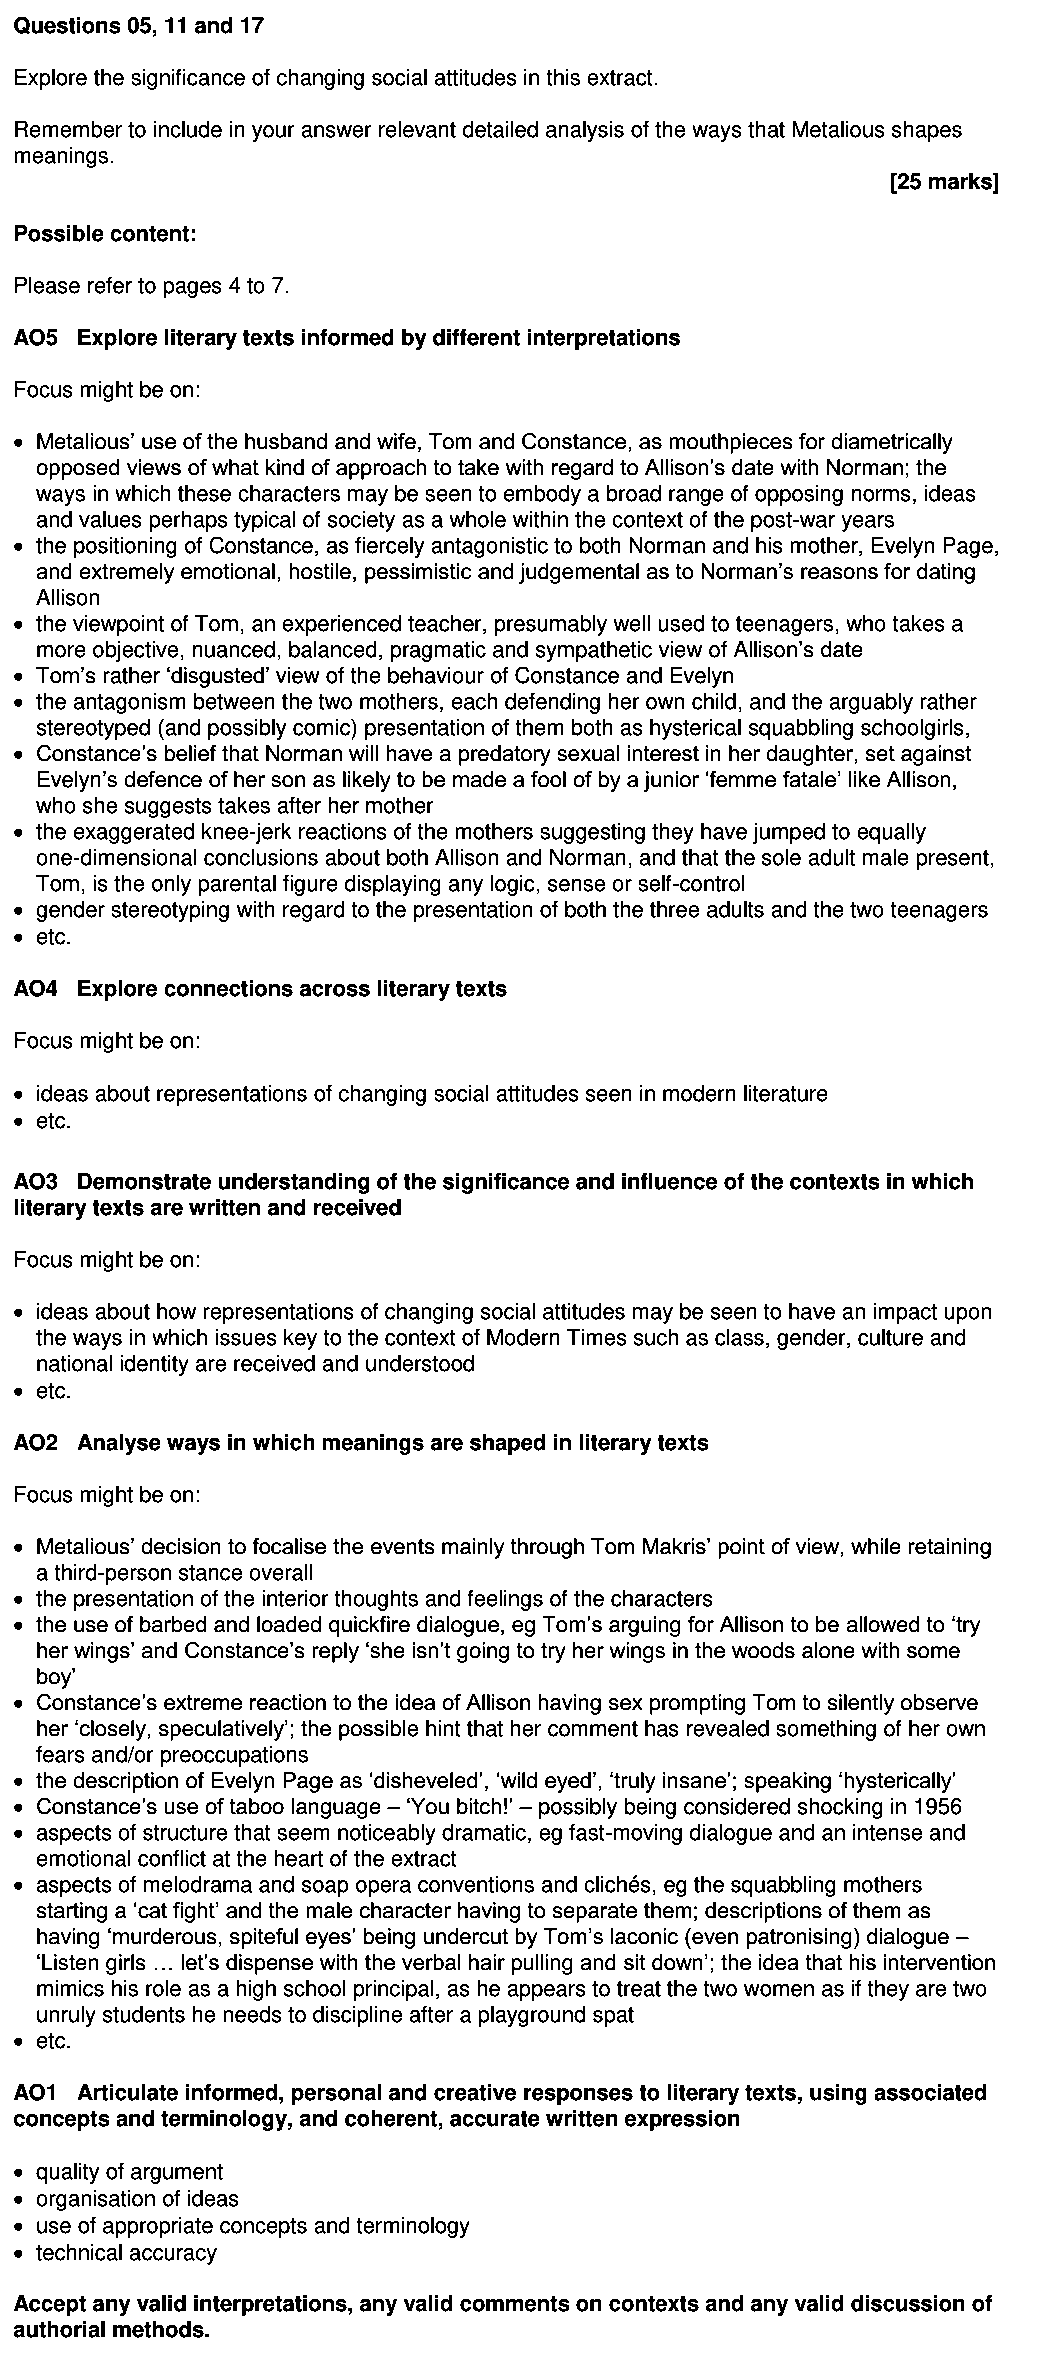 Questions 05, 11 and 17
Explore the significance of changing social attitudes in this extract.
Remember to include in your answer relevant detailed analysis of the ways that Metalious shapes
meanings.
[25 marks]
Possible content:
Please refer to pages 4 to 7.
AO5 Explore literary texts informed by different interpretations
Focus might be on:
• Metalious’ use of the husband and wife, Tom and Constance, as mouthpieces for diametrically
opposed views of what kind of approach to take with regard to Allison’s date with Norman; the
ways in which these characters may be seen to embody a broad range of opposing norms, ideas
and values perhaps typical of society as a whole within the context of the post-war years
• the positioning of Constance, as fiercely antagonistic to both Norman and his mother, Evelyn Page,
and extremely emotional, hostile, pessimistic and judgemental as to Norman’s reasons for dating
Allison
• the viewpoint of Tom, an experienced teacher, presumably well used to teenagers, who takes a
more objective, nuanced, balanced, pragmatic and sympathetic view of Allison’s date
• Tom’s rather ‘disgusted’ view of the behaviour of Constance and Evelyn
• the antagonism between the two mothers, each defending her own child, and the arguably rather
stereotyped (and possibly comic) presentation of them both as hysterical squabbling schoolgirls,
• Constance’s belief that Norman will have a predatory sexual interest in her daughter, set against
Evelyn’s defence of her son as likely to be made a fool of by a junior ‘femme fatale’ like Allison,
who she suggests takes after her mother
• the exaggerated knee-jerk reactions of the mothers suggesting they have jumped to equally
one-dimensional conclusions about both Allison and Norman, and that the sole adult male present,
Tom, is the only parental figure displaying any logic, sense or self-control
• gender stereotyping with regard to the presentation of both the three adults and the two teenagers
• etc.
AO4 Explore connections across literary texts
Focus might be on:
• ideas about representations of changing social attitudes seen in modern literature
• etc.
AO3 Demonstrate understanding of the significance and influence of the contexts in which
literary texts are written and received
Focus might be on:
• ideas about how representations of changing social attitudes may be seen to have an impact upon
the ways in which issues key to the context of Modern Times such as class, gender, culture and
national identity are received and understood
• etc.
AO2 Analyse ways in which meanings are shaped in literary texts
Focus might be on:
• Metalious’ decision to focalise the events mainly through Tom Makris’ point of view, while retaining
a third-person stance overall
• the presentation of the interior thoughts and feelings of the characters
• the use of barbed and loaded quickfire dialogue, eg Tom’s arguing for Allison to be allowed to ‘try
her wings’ and Constance’s reply ‘she isn’t going to try her wings in the woods alone with some
boy’
• Constance’s extreme reaction to the idea of Allison having sex prompting Tom to silently observe
her ‘closely, speculatively’; the possible hint that her comment has revealed something of her own
fears and/or preoccupations
• the description of Evelyn Page as ‘disheveled’, ‘wild eyed’, ‘truly insane’; speaking ‘hysterically’
• Constance’s use of taboo language – ‘You bitch!’ – possibly being considered shocking in 1956
• aspects of structure that seem noticeably dramatic, eg fast-moving dialogue and an intense and
emotional conflict at the heart of the extract
• aspects of melodrama and soap opera conventions and clichés, eg the squabbling mothers
starting a ‘cat fight’ and the male character having to separate them; descriptions of them as
having ‘murderous, spiteful eyes’ being undercut by Tom’s laconic (even patronising) dialogue –
‘Listen girls … let’s dispense with the verbal hair pulling and sit down’; the idea that his intervention
mimics his role as a high school principal, as he appears to treat the two women as if they are two
unruly students he needs to discipline after a playground spat
• etc.
AO1 Articulate informed, personal and creative responses to literary texts, using associated
concepts and terminology, and coherent, accurate written expression
• quality of argument
• organisation of ideas
• use of appropriate concepts and terminology
• technical accuracy
Accept any valid interpretations, any valid comments on contexts and any valid discussion of
authorial methods.